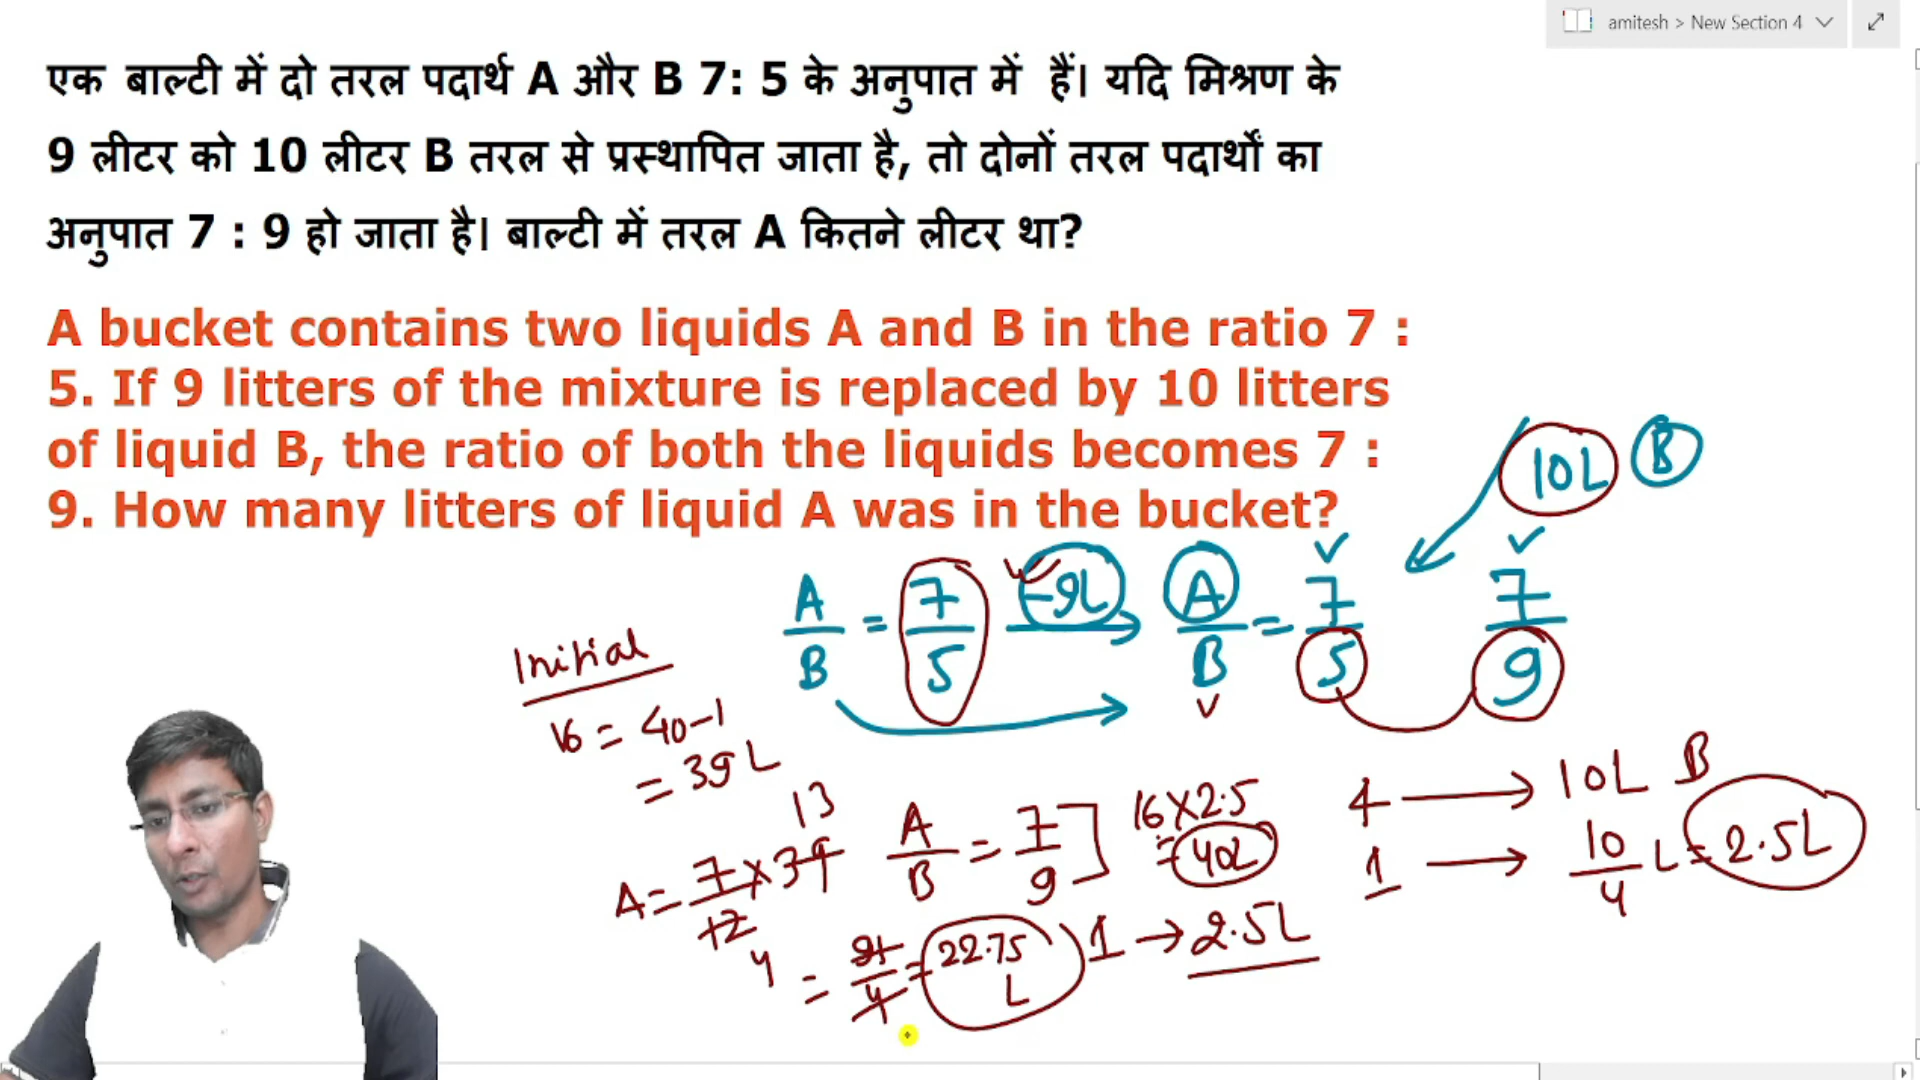 amitesh > New Section 4
एक बाल्टी में दो तरल पदार्थ A और B 7: 5 के अनुपात में हैं। यदि मिश्रण के
9 लीटर को 10 लीटर B तरल से प्रस्थापित जाता है, तो दोनों तरल पदार्थों का
अनुपात 7 : 9 हो जाता है। बाल्टी में तरल A कितने लीटर था?
A bucket contains two liquids A and B in the ratio 7 :
5. If 9 litters of the mixture is replaced by 10 litters
of liquid B, the ratio of both the liquids becomes 7 :
9. How many litters of liquid A was in the bucket?
10L B
A/B = 7/5 -9L A/B = 7/5 7/9
Initial
16 = 40-1
= 39L
13
A = 7/12 x 39
4
= 91/4 = 22.75 L
A/B = 7/9
16x2.5
= 40L
1 → 2.5L
4 → 10L B
1 → 10/4 L = 2.5L